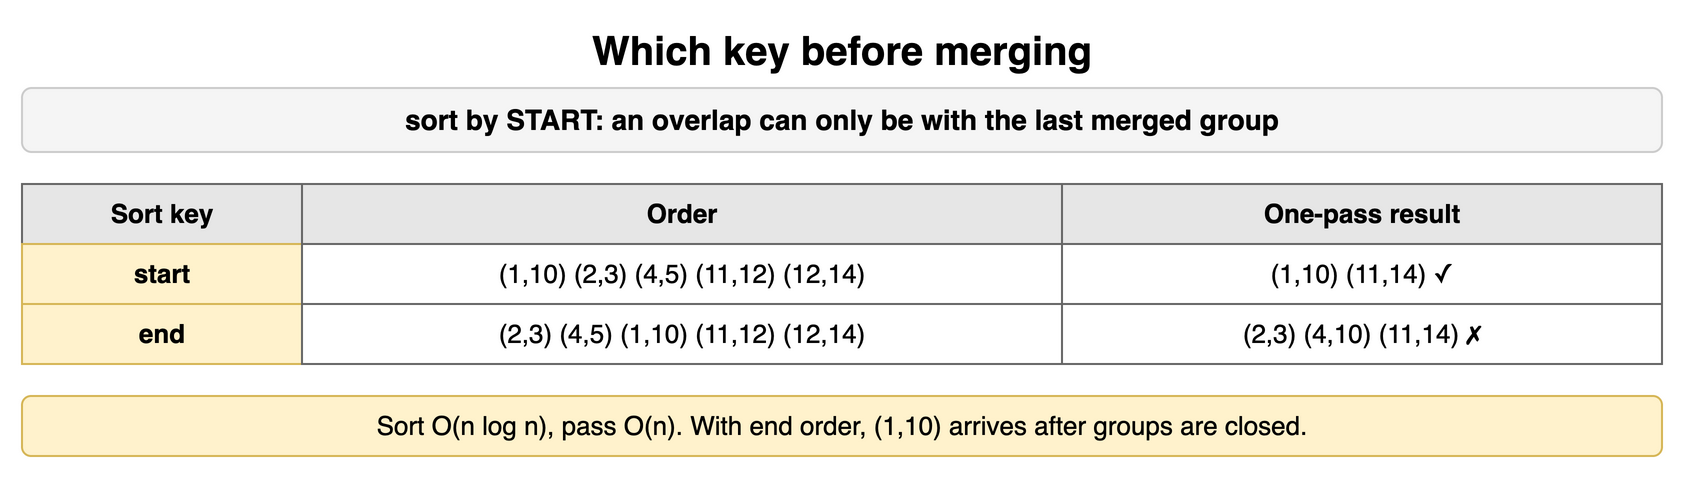 Which key before merging
sort by START: an overlap can only be with the last merged group
Sort key Order One-pass result
start (1,10) (2,3) (4,5) (11,12) (12,14) (1,10) (11,14) ✓
end (2,3) (4,5) (1,10) (11,12) (12,14) (2,3) (4,10) (11,14) ✗
Sort O(n log n), pass O(n). With end order, (1,10) arrives after groups are closed.